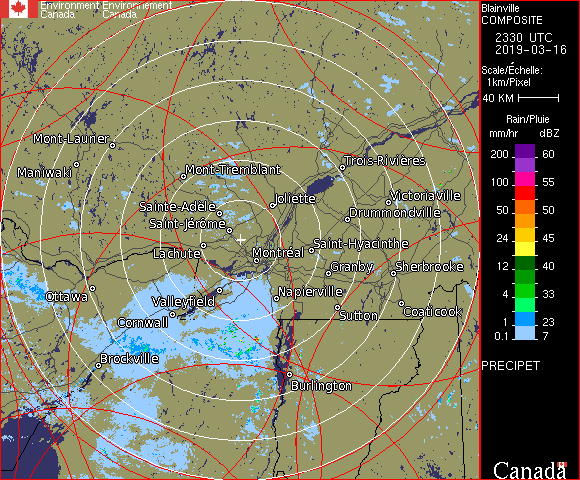 Environment Environnement
Canada Canada
Blainville
COMPOSITE
2330 UTC
2019-03-16
Scale/Échelle:
1km/Pixel
40 KM
Rain/Pluie
mm/hr dBZ
200 60
150 57
100 55
50 50
24 45
12 40
4 33
1 23
0.1 7
PRECIPET
Canada
Mont-Laurier
Maniwaki
Mont-Tremblant
Trois-Rivières
Sainte-Adèle
Joliette
Victoriaville
Drummondville
Saint-Jérôme
Lachute
Montréal
Saint-Hyacinthe
Granby
Sherbrooke
Ottawa
Valleyfield
Napierville
Cornwall
Sutton
Coaticook
Brockville
Burlington